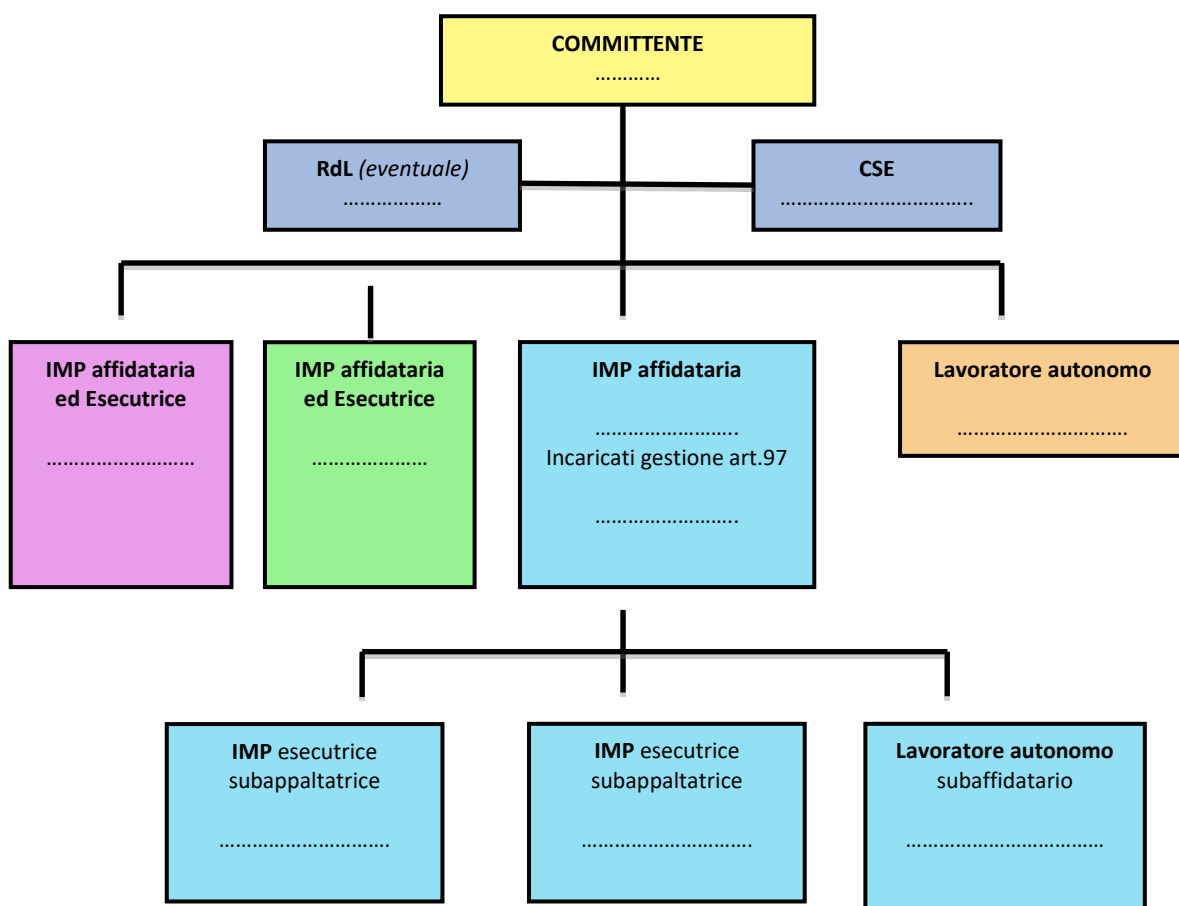 COMMITTENTE
…………
RdL (eventuale)
………………
CSE
……………………………..
IMP affidataria
ed Esecutrice
………………………
IMP affidataria
ed Esecutrice
…………………
IMP affidataria
……………………..
Incaricati gestione art.97
……………………..
Lavoratore autonomo
………………………….
IMP esecutrice
subappaltatrice
………………………….
IMP esecutrice
subappaltatrice
………………………….
Lavoratore autonomo
subaffidatario
………………………………